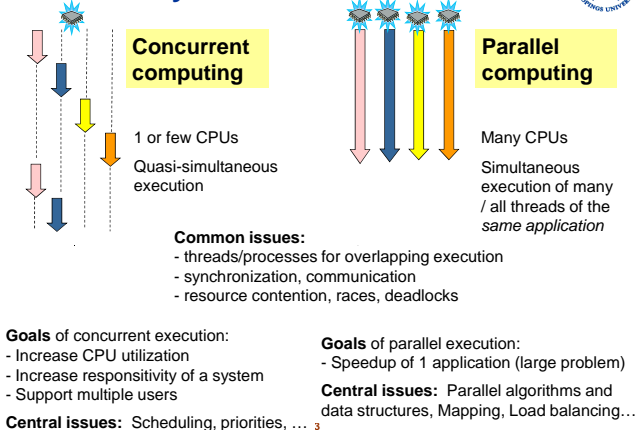 Concurrent
computing
1 or few CPUs
Quasi-simultaneous
execution
Parallel
computing
Many CPUs
Simultaneous
execution of many
/ all threads of the
same application
Common issues:
- threads/processes for overlapping execution
- synchronization, communication
- resource contention, races, deadlocks
Goals of concurrent execution:
- Increase CPU utilization
- Increase responsitivity of a system
- Support multiple users
Central issues: Scheduling, priorities, …
Goals of parallel execution:
- Speedup of 1 application (large problem)
Central issues: Parallel algorithms and
data structures, Mapping, Load balancing…
3